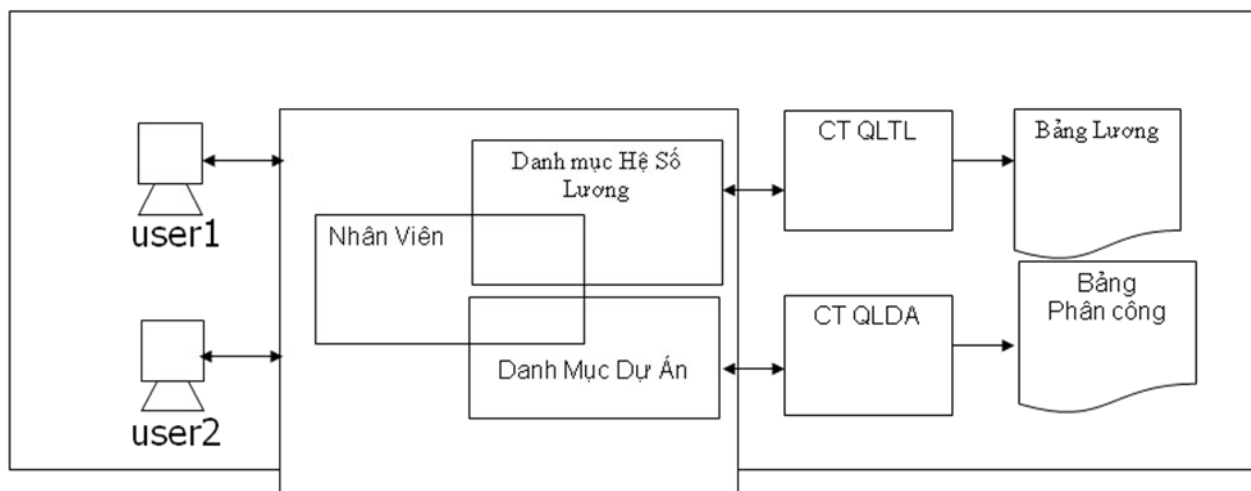 user1
user2
Danh mục Hệ Số
Lương
Nhân Viên
Danh Mục Dự Án
CT QLTL
Bảng Lương
CT QLDA
Bảng
Phân công